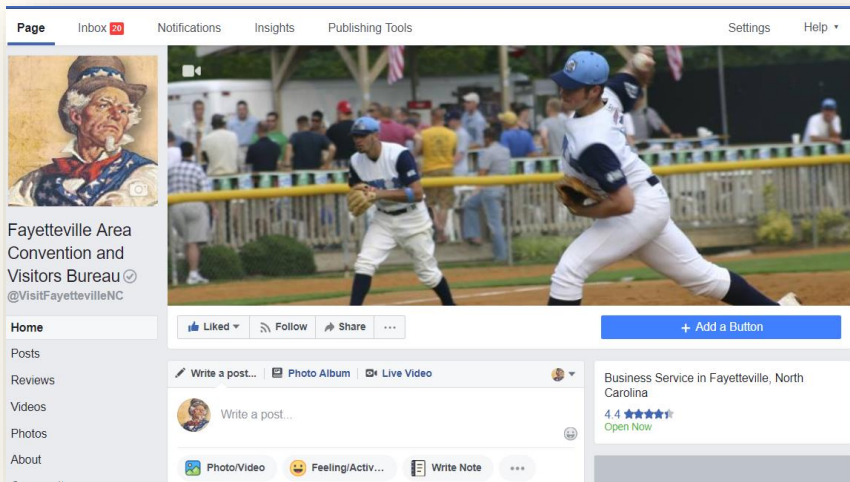 Page Inbox 20 Notifications Insights Publishing Tools Settings Help
Fayetteville Area
Convention and
Visitors Bureau
@VisitFayettevilleNC
Home
Posts
Reviews
Videos
Photos
About
Liked Follow Share ...
+ Add a Button
Write a post... Photo Album Live Video
Write a post...
Photo/Video Feeling/Activ... Write Note ...
Business Service in Fayetteville, North
Carolina
4.4
Open Now